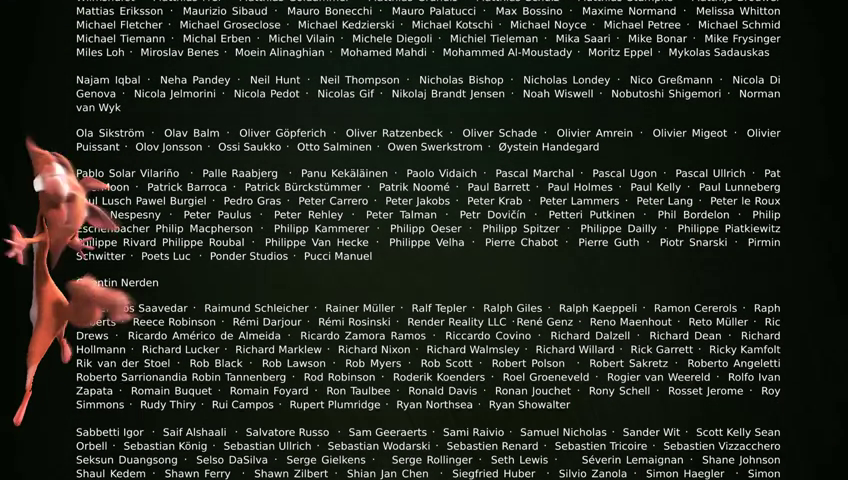 Mattias Eriksson · Maurizio Sibaud · Mauro Bonecchi · Mauro Palatucci · Max Bossino · Maxime Normand · Melissa Whitton
Michael Fletcher · Michael Groseclose · Michael Kedzierski · Michael Kotschi · Michael Noyce · Michael Petree · Michael Schmid
Michael Tiemann · Michal Erben · Michel Vilain · Michele Diegoli · Michiel Tieleman · Mika Saari · Mike Bonar · Mike Frysinger
Miles Loh · Miroslav Benes · Moein Alinaghian · Mohamed Mahdi · Mohammed Al-Moustady · Moritz Eppel · Mykolas Sadauskas
Najam Iqbal · Neha Pandey · Neil Hunt · Neil Thompson · Nicholas Bishop · Nicholas Londey · Nico Greßmann · Nicola Di
Genova · Nicola Jelmorini · Nicola Pedot · Nicolas Gif · Nikolaj Brandt Jensen · Noah Wiswell · Nobutoshi Shigemori · Norman
van Wyk
Ola Sikström · Olav Balm · Oliver Göpferich · Oliver Ratzenbeck · Oliver Schade · Olivier Amrein · Olivier Migeot · Olivier
Puissant · Olov Jonsson · Ossi Saukko · Otto Salminen · Owen Swerkstrom · Øystein Handegard
Pablo Solar Vilariño · Palle Raabjerg · Panu Kekäläinen · Paolo Vidaich · Pascal Marchal · Pascal Ugon · Pascal Ullrich · Pat
Moon · Patrick Barroca · Patrick Bürckstümmer · Patrik Noomé · Paul Barrett · Paul Holmes · Paul Kelly · Paul Lunneberg
Lusch Pawel Burgiel · Pedro Gras · Peter Carrero · Peter Jakobs · Peter Krab · Peter Lammers · Peter Lang · Peter le Roux
Nespesny · Peter Paulus · Peter Rehley · Peter Talman · Petr Dovičín · Petteri Putkinen · Phil Bordelon · Philip
Eschenbacher Philip Macpherson · Philipp Kammerer · Philipp Oeser · Philipp Spitzer · Philippe Dailly · Philippe Piatkiewitz
Philippe Rivard Philippe Roubal · Philippe Van Hecke · Philippe Velha · Pierre Chabot · Pierre Guth · Piotr Snarski · Pirmin
Schwitter · Poets Luc · Ponder Studios · Pucci Manuel
Nerden
Saavedar · Raimund Schleicher · Rainer Müller · Ralf Tepler · Ralph Giles · Ralph Kaeppeli · Ramon Cererols · Raph
Reece Robinson · Rémi Darjour · Rémi Rosinski · Render Reality LLC ·René Genz · Reno Maenhout · Reto Müller · Ric
Drews · Ricardo Américo de Almeida · Ricardo Zamora Ramos · Riccardo Covino · Richard Dalzell · Richard Dean · Richard
Hollmann · Richard Lucker · Richard Marklew · Richard Nixon · Richard Walmsley · Richard Willard · Rick Garrett · Ricky Kamfolt
Rik van der Stoel · Rob Black · Rob Lawson · Rob Myers · Rob Scott · Robert Polson · Robert Sakretz · Roberto Angeletti
Roberto Sarrionandia Robin Tannenberg · Rod Robinson · Roderik Koenders · Roel Groeneveld · Rogier van Weereld · Rolfo Ivan
Zapata · Romain Buquet · Romain Foyard · Ron Taulbee · Ronald Davis · Ronan Jouchet · Rony Schell · Rosset Jerome · Roy
Simmons · Rudy Thiry · Rui Campos · Rupert Plumridge · Ryan Northsea · Ryan Showalter
Sabbetti Igor · Saif Alshaali · Salvatore Russo · Sam Geeraerts · Sami Raivio · Samuel Nicholas · Sander Wit · Scott Kelly Sean
Orbell · Sebastian König · Sebastian Ullrich · Sebastian Wodarski · Sebastien Renard · Sebastien Tricoire · Sebastien Vizzacchero
Seksun Duangsong · Selso DaSilva · Serge Gielkens · Serge Rollinger · Seth Lewis · Séverin Lemaignan · Shane Johnson
Shaul Kedem · Shawn Ferry · Shawn Zilbert · Shian Jan Chen · Siegfried Huber · Silvio Zanola · Simon Haegler · Simon